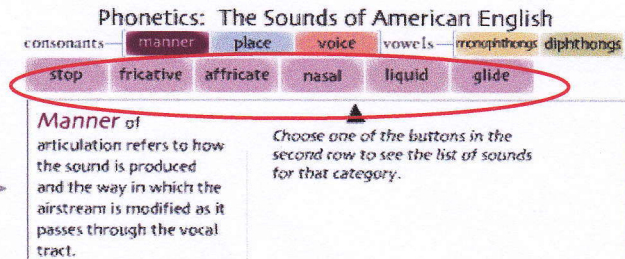 Phonetics: The Sounds of American English
consonants manner place voice vowels monophthongs diphthongs
stop fricative affricate nasal liquid glide
Manner of
articulation refers to how
the sound is produced
and the way in which the
airstream is modified as it
passes through the vocal
tract.
Choose one of the buttons in the
second row to see the list of sounds
for that category.